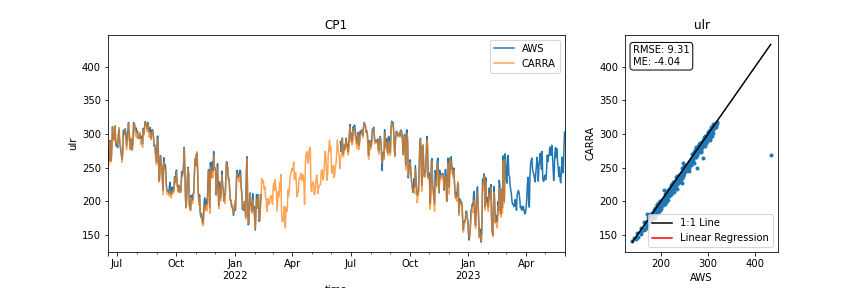 CP1
ulr
AWS
CARRA
400
350
300
250
200
150
ulr
Jul
Oct
Jan
2022
Apr
Jul
Oct
Jan
2023
Apr
time
RMSE: 9.31
ME: -4.04
400
350
300
250
200
150
CARRA
1:1 Line
Linear Regression
200
300
400
AWS